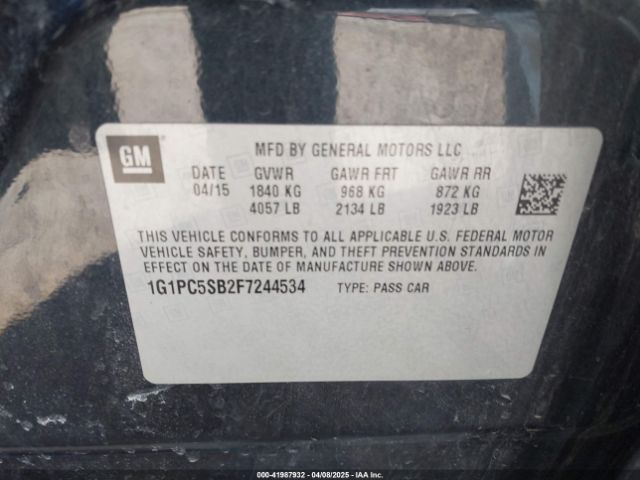 GM
MFD BY GENERAL MOTORS LLC
DATE GVWR GAWR FRT GAWR RR
04/15 1840 KG 968 KG 872 KG
4057 LB 2134 LB 1923 LB
THIS VEHICLE CONFORMS TO ALL APPLICABLE U.S. FEDERAL MOTOR
VEHICLE SAFETY, BUMPER, AND THEFT PREVENTION STANDARDS IN
EFFECT ON THE DATE OF MANUFACTURE SHOWN ABOVE.
1G1PC5SB2F7244534 TYPE: PASS CAR
000-41987932 - 04/08/2025 - IAA Inc.